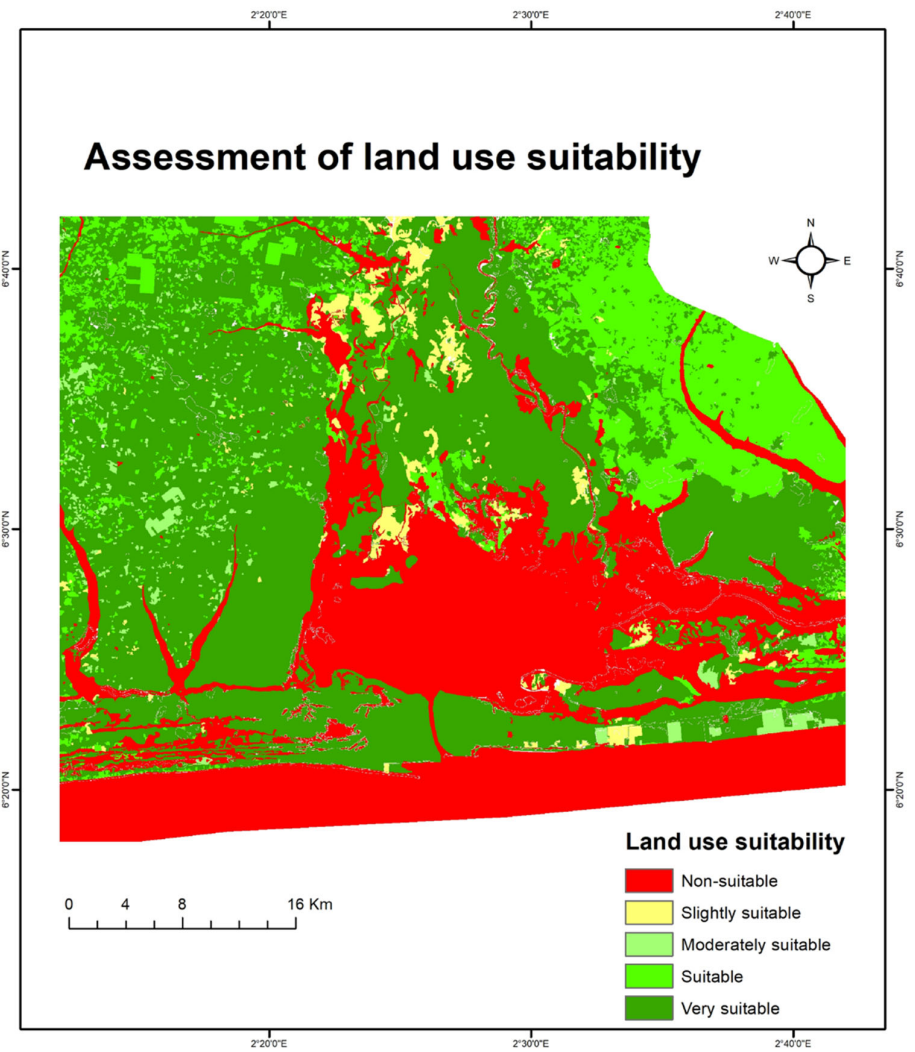 2°20'0"E 2°30'0"E 2°40'0"E
Assessment of land use suitability
N
W E
S
6°40'0"N 6°40'0"N
6°30'0"N 6°30'0"N
6°20'0"N 6°20'0"N
Land use suitability
Non-suitable
Slightly suitable
Moderately suitable
Suitable
Very suitable
0 4 8 16 Km
2°20'0"E 2°30'0"E 2°40'0"E